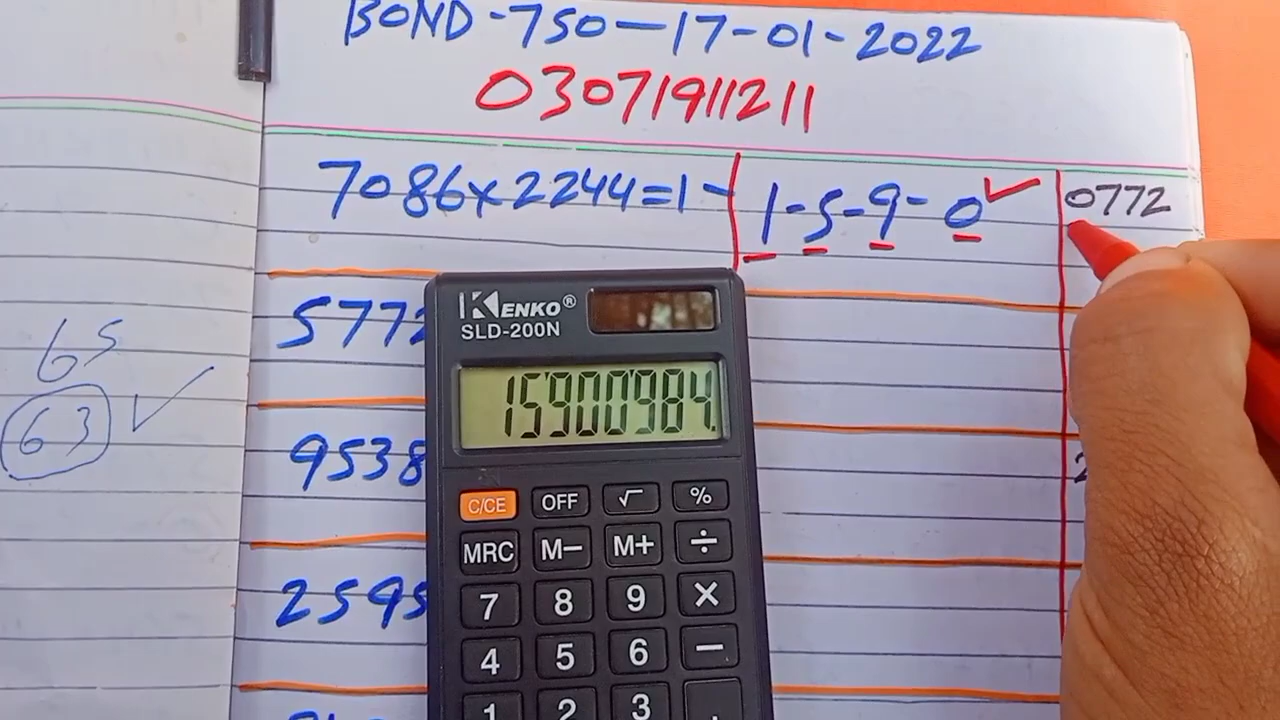 BOND-750-17-01-2022
03071911211
7086x2244=1-
1-5-9-0
0772
5772
9538
2595
65
63
KENKO®
SLD-200N
15900984.
C/CE OFF √ %
MRC M- M+ ÷
7 8 9 ×
4 5 6 -
1 2 3